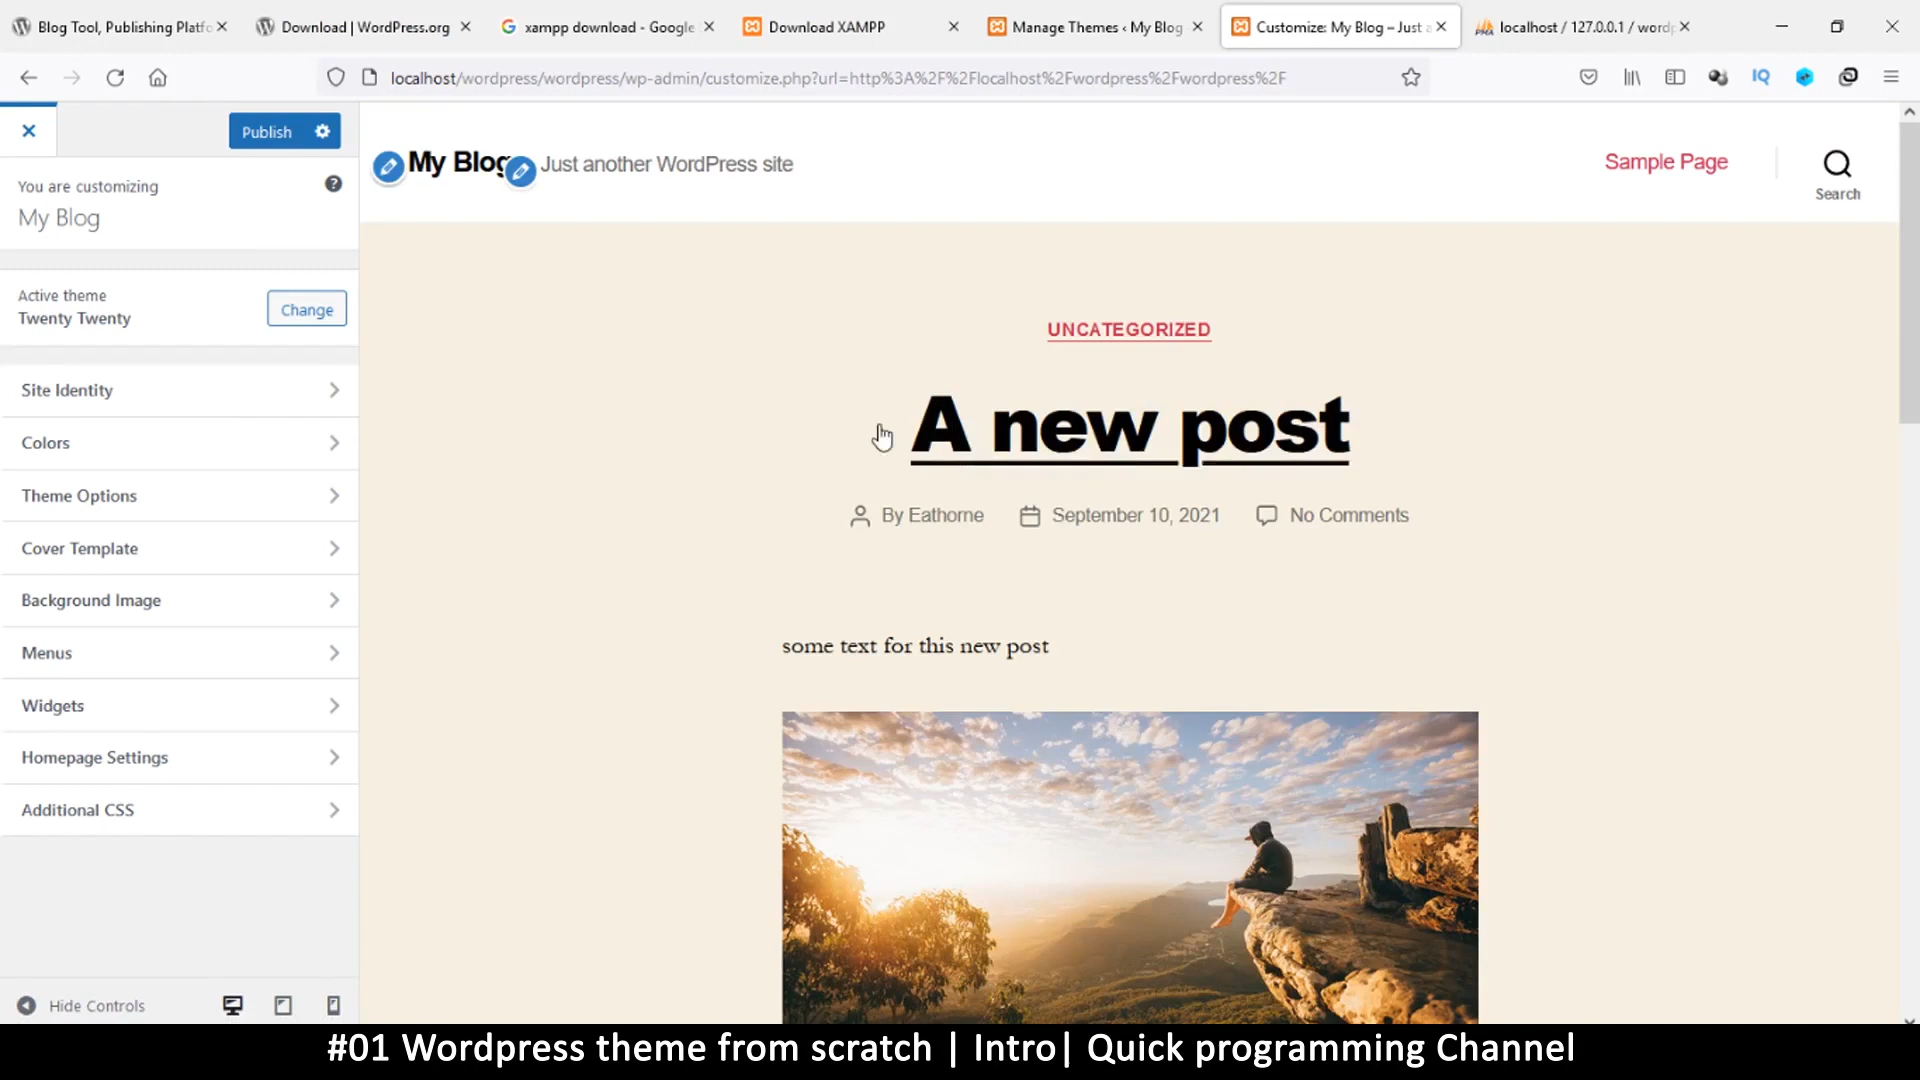 Blog Tool, Publishing Platfo
Download | WordPress.org
xampp download - Google
Download XAMPP
Manage Themes ‹ My Blog
Customize: My Blog – Just a
localhost / 127.0.0.1 / wordp
localhost/wordpress/wordpress/wp-admin/customize.php?url=http%3A%2F%2Flocalhost%2Fwordpress%2Fwordpress%2F
IQ
Publish
You are customizing
My Blog
Active theme
Twenty Twenty
Change
Site Identity
Colors
Theme Options
Cover Template
Background Image
Menus
Widgets
Homepage Settings
Additional CSS
Hide Controls
My Blog
Just another WordPress site
Sample Page
Search
UNCATEGORIZED
A new post
By Eathorne
September 10, 2021
No Comments
some text for this new post
#01 Wordpress theme from scratch | Intro| Quick programming Channel